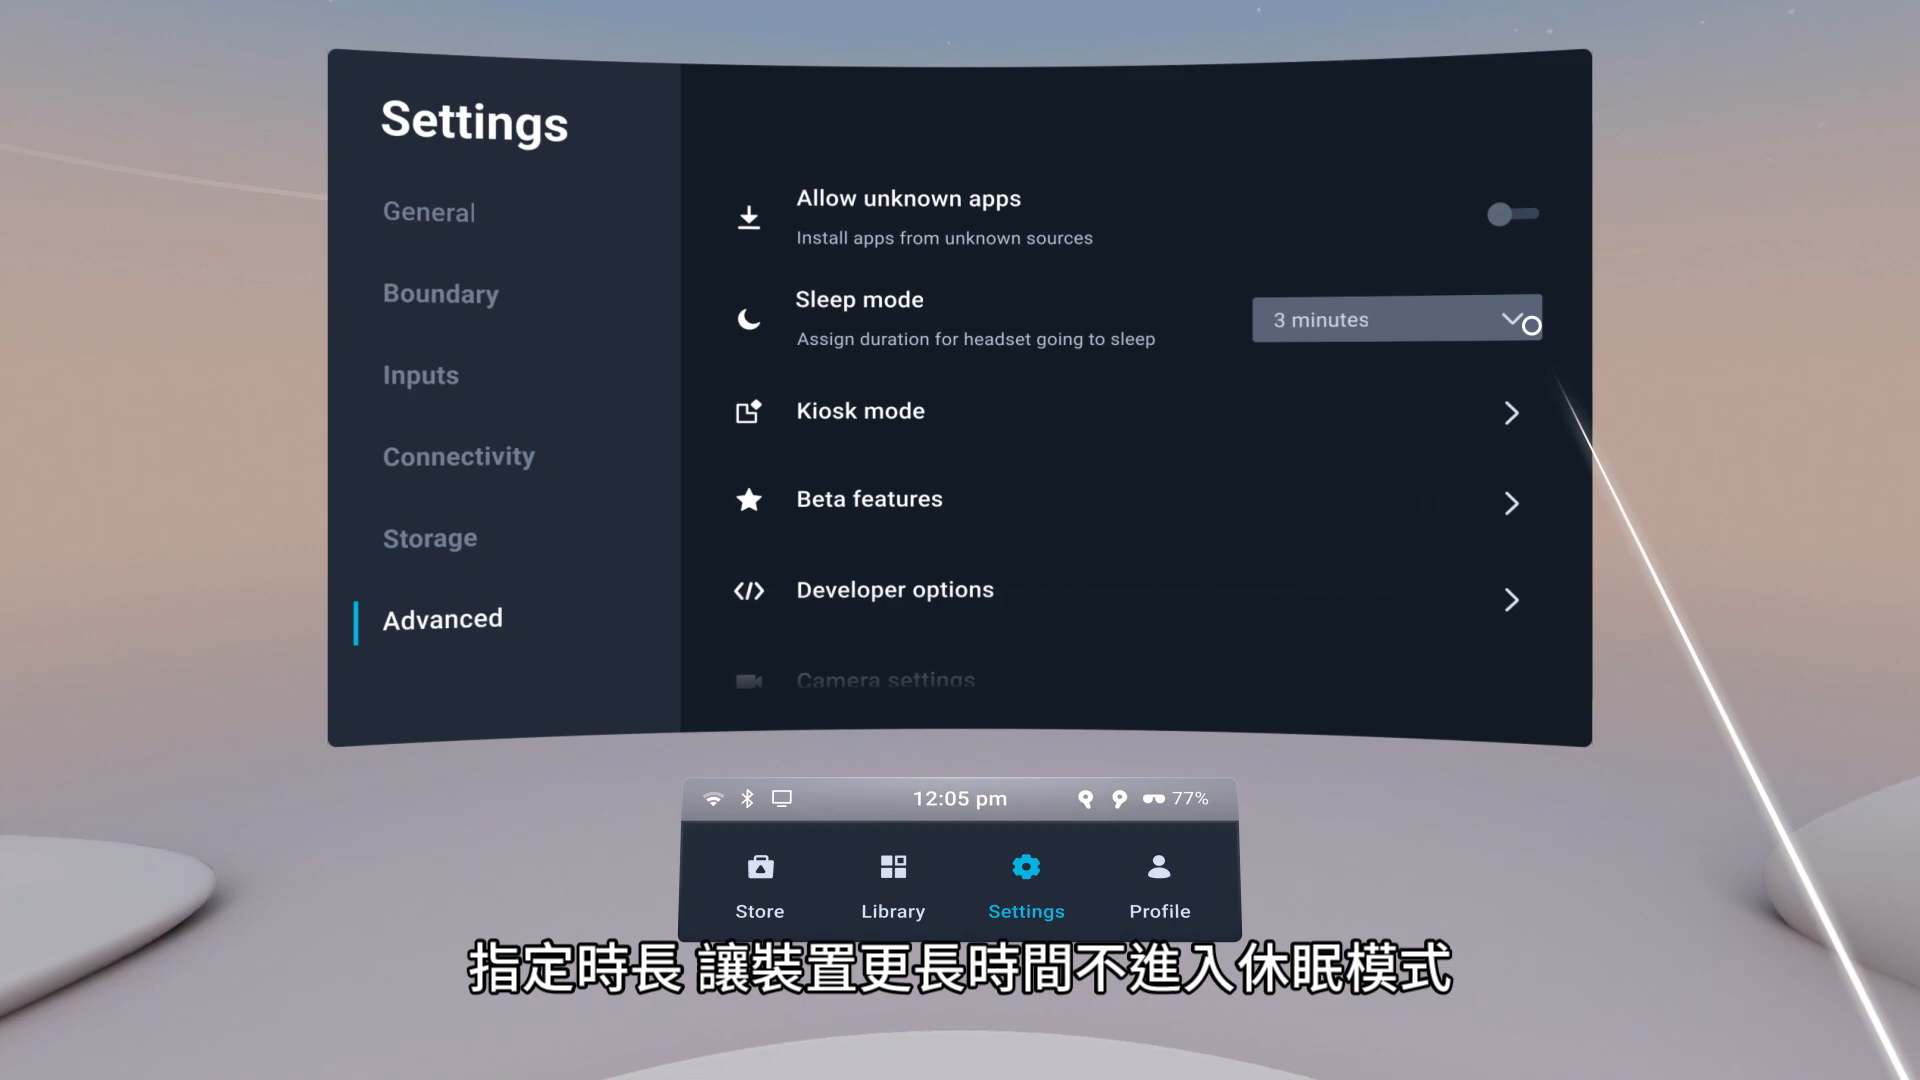 Settings
General
Boundary
Inputs
Connectivity
Storage
Advanced
Allow unknown apps
Install apps from unknown sources
Sleep mode
Assign duration for headset going to sleep
3 minutes
Kiosk mode
Beta features
Developer options
Camera settings
12:05 pm
77%
Store
Library
Settings
Profile
指定時長 讓裝置更長時間不進入休眠模式